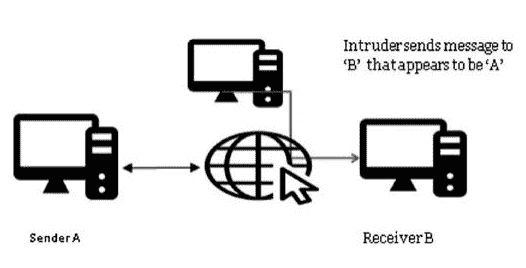 Intruder sends message to
‘B’ that appears to be ‘A’
Sender A
Receiver B